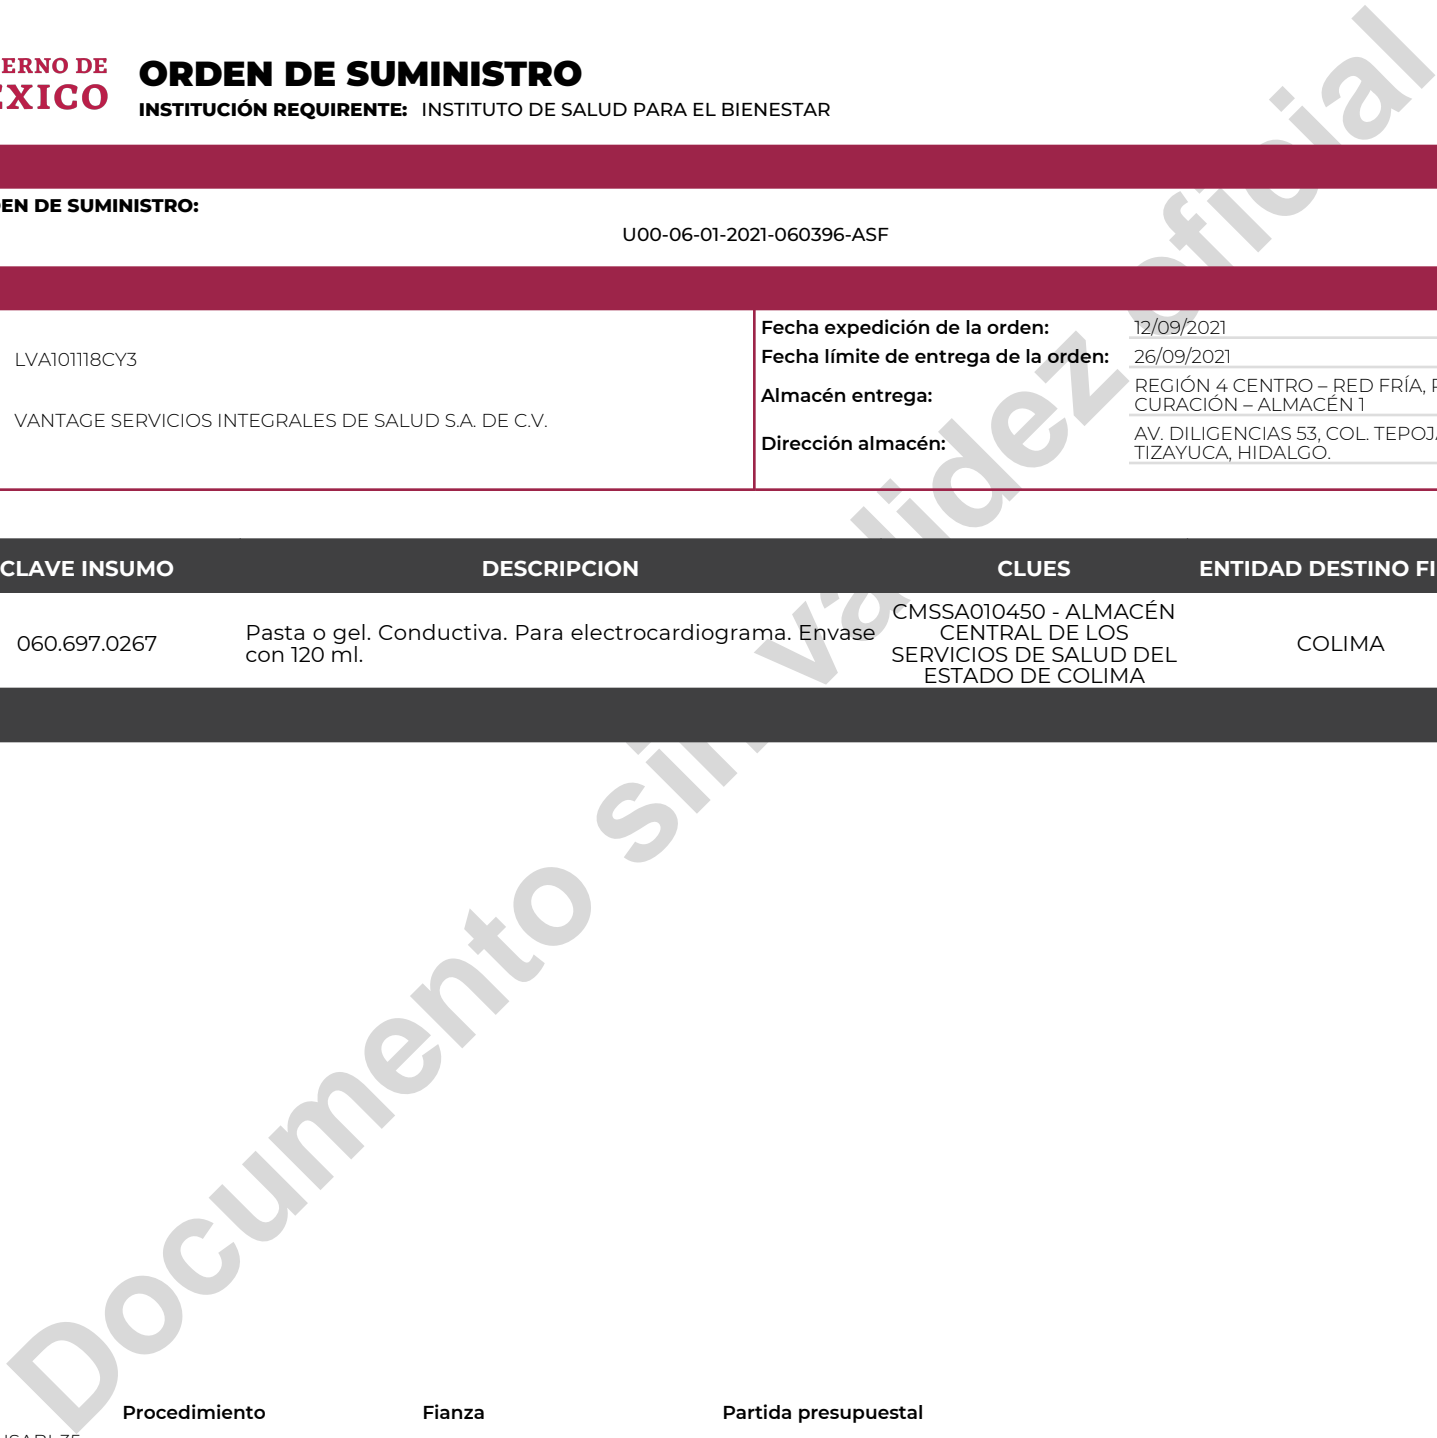 ERNO DE
ORDEN DE SUMINISTRO
EXICO
INSTITUCIÓN REQUIRENTE: INSTITUTO DE SALUD PARA EL BIENESTAR
EN DE SUMINISTRO:
U00-06-01-2021-060396-ASF
LVA101118CY3
VANTAGE SERVICIOS INTEGRALES DE SALUD S.A. DE C.V.
Fecha expedición de la orden: 12/09/2021
Fecha límite de entrega de la orden: 26/09/2021
Almacén entrega: REGIÓN 4 CENTRO – RED FRÍA,
CURACIÓN – ALMACÉN 1
Dirección almacén: AV. DILIGENCIAS 53, COL. TEPOJ
TIZAYUCA, HIDALGO.
CLAVE INSUMO DESCRIPCION CLUES ENTIDAD DESTINO FI
060.697.0267
Pasta o gel. Conductiva. Para electrocardiograma. Envase
con 120 ml.
CMSSA010450 - ALMACÉN
CENTRAL DE LOS
SERVICIOS DE SALUD DEL
ESTADO DE COLIMA
COLIMA
Documento sin validez oficial
Procedimiento Fianza Partida presupuestal